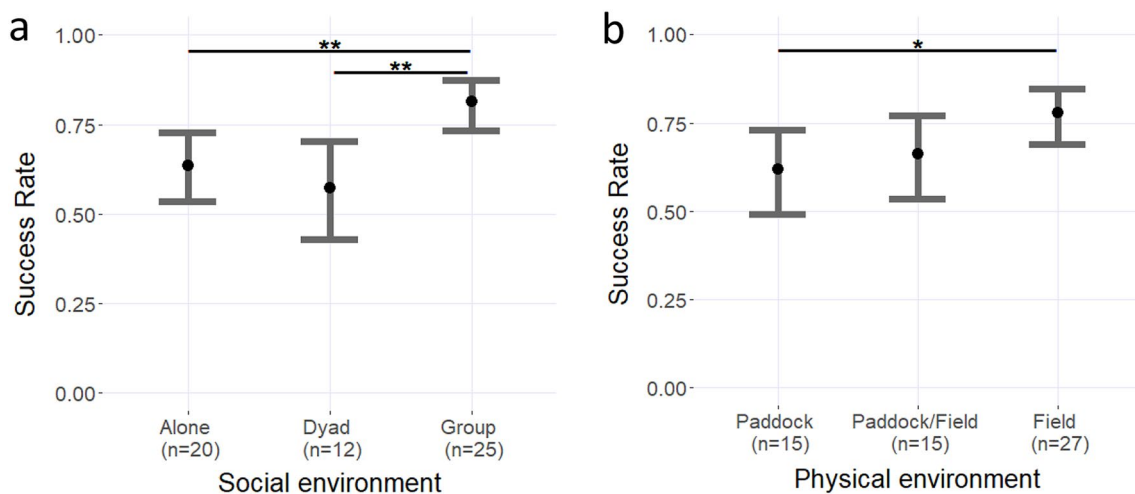 a
1.00
0.75
0.50
0.25
0.00
Success Rate
**
**
Alone
(n=20)
Dyad
(n=12)
Group
(n=25)
Social environment
b
1.00
0.75
0.50
0.25
0.00
Success Rate
*
Paddock
(n=15)
Paddock/Field
(n=15)
Field
(n=27)
Physical environment